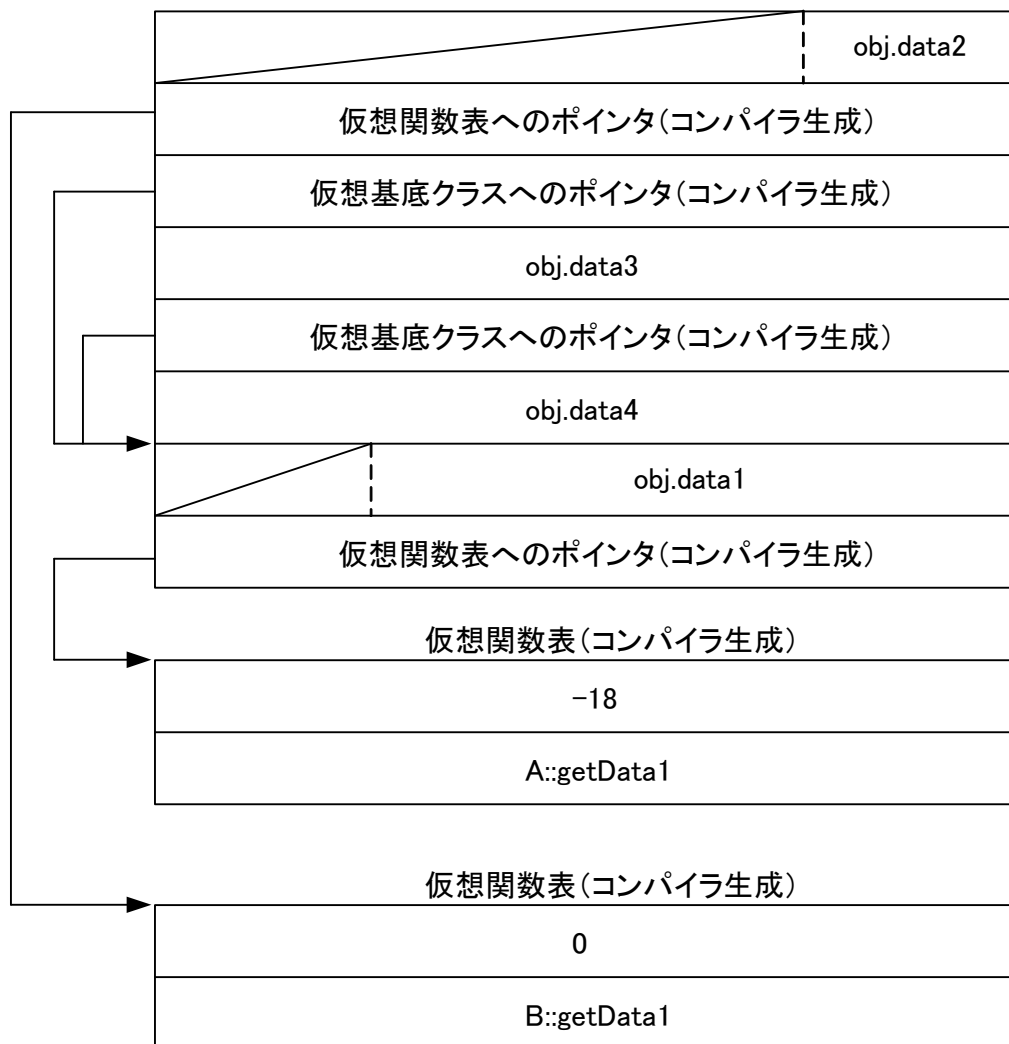 obj.data2
仮想関数表へのポインタ(コンパイラ生成)
仮想基底クラスへのポインタ(コンパイラ生成)
obj.data3
仮想基底クラスへのポインタ(コンパイラ生成)
obj.data4
obj.data1
仮想関数表へのポインタ(コンパイラ生成)
仮想関数表(コンパイラ生成)
-18
A::getData1
仮想関数表(コンパイラ生成)
0
B::getData1